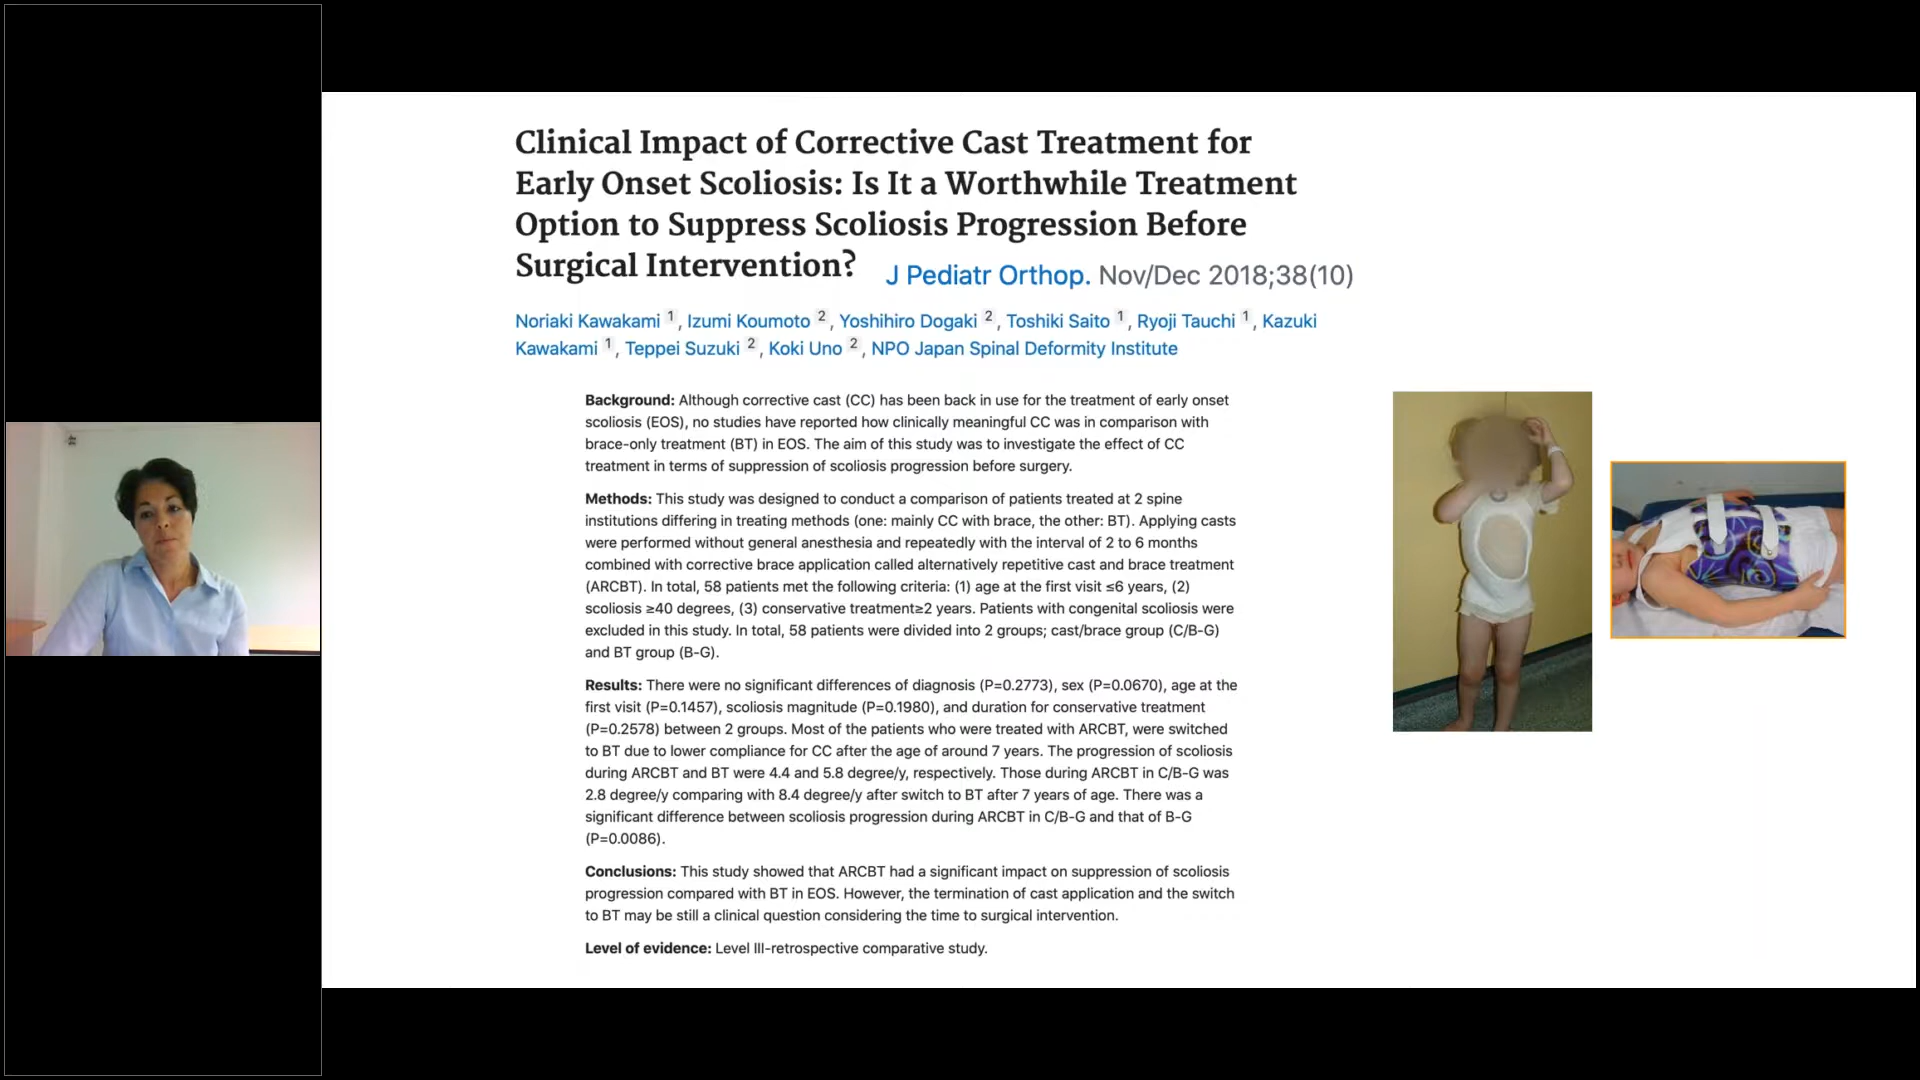 Clinical Impact of Corrective Cast Treatment for
Early Onset Scoliosis: Is It a Worthwhile Treatment
Option to Suppress Scoliosis Progression Before
Surgical Intervention? J Pediatr Orthop. Nov/Dec 2018;38(10)
Noriaki Kawakami 1 , Izumi Koumoto 2 , Yoshihiro Dogaki 2 , Toshiki Saito 1 , Ryoji Tauchi 1 , Kazuki
Kawakami 1 , Teppei Suzuki 2 , Koki Uno 2 , NPO Japan Spinal Deformity Institute
Background: Although corrective cast (CC) has been back in use for the treatment of early onset
scoliosis (EOS), no studies have reported how clinically meaningful CC was in comparison with
brace-only treatment (BT) in EOS. The aim of this study was to investigate the effect of CC
treatment in terms of suppression of scoliosis progression before surgery.
Methods: This study was designed to conduct a comparison of patients treated at 2 spine
institutions differing in treating methods (one: mainly CC with brace, the other: BT). Applying casts
were performed without general anesthesia and repeatedly with the interval of 2 to 6 months
combined with corrective brace application called alternatively repetitive cast and brace treatment
(ARCBT). In total, 58 patients met the following criteria: (1) age at the first visit ≤6 years, (2)
scoliosis ≥40 degrees, (3) conservative treatment≥2 years. Patients with congenital scoliosis were
excluded in this study. In total, 58 patients were divided into 2 groups; cast/brace group (C/B-G)
and BT group (B-G).
Results: There were no significant differences of diagnosis (P=0.2773), sex (P=0.0670), age at the
first visit (P=0.1457), scoliosis magnitude (P=0.1980), and duration for conservative treatment
(P=0.2578) between 2 groups. Most of the patients who were treated with ARCBT, were switched
to BT due to lower compliance for CC after the age of around 7 years. The progression of scoliosis
during ARCBT and BT were 4.4 and 5.8 degree/y, respectively. Those during ARCBT in C/B-G was
2.8 degree/y comparing with 8.4 degree/y after switch to BT after 7 years of age. There was a
significant difference between scoliosis progression during ARCBT in C/B-G and that of B-G
(P=0.0086).
Conclusions: This study showed that ARCBT had a significant impact on suppression of scoliosis
progression compared with BT in EOS. However, the termination of cast application and the switch
to BT may be still a clinical question considering the time to surgical intervention.
Level of evidence: Level III-retrospective comparative study.